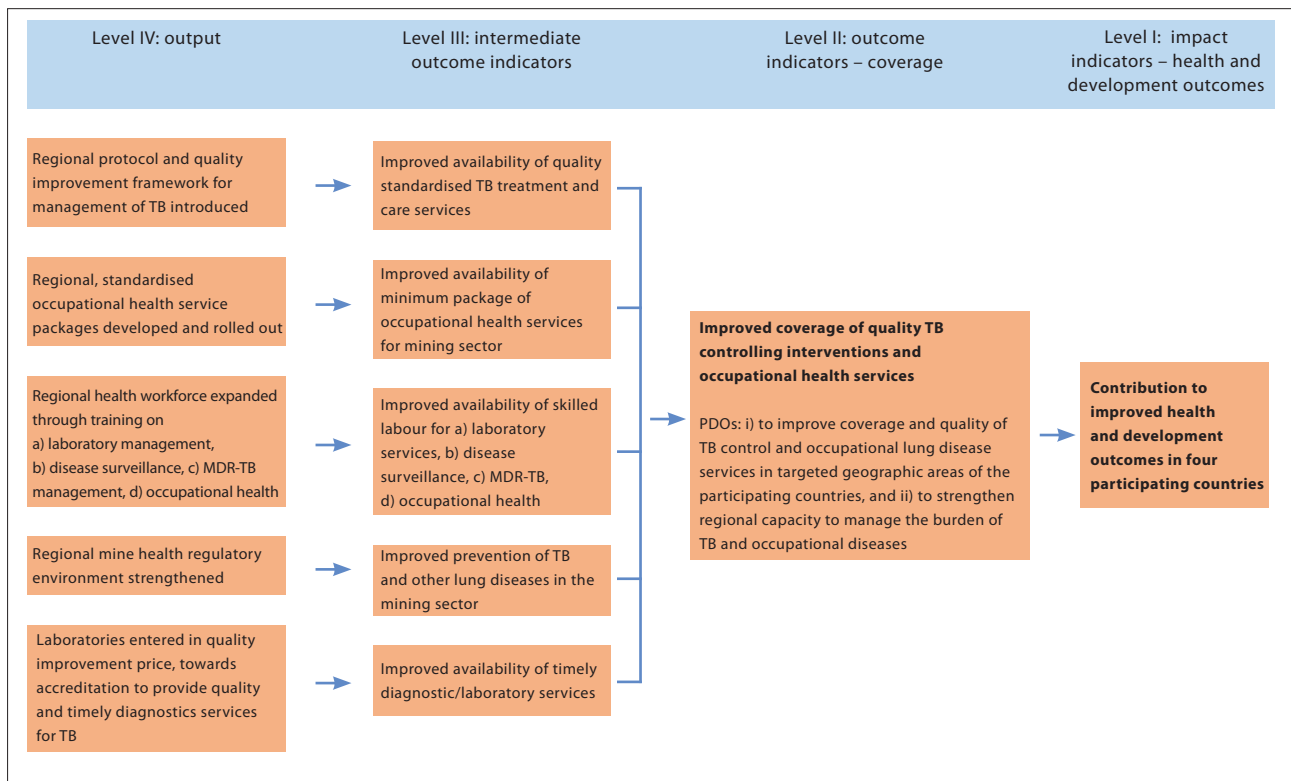 Level IV: output
Level III: intermediate
outcome indicators
Level II: outcome
indicators – coverage
Level I: impact
indicators – health and
development outcomes
Regional protocol and quality
improvement framework for
management of TB introduced
Improved availability of quality
standardised TB treatment and
care services
Regional, standardised
occupational health service
packages developed and rolled out
Improved availability of
minimum package of
occupational health services
for mining sector
Regional health workforce expanded
through training on
a) laboratory management,
b) disease surveillance, c) MDR-TB
management, d) occupational health
Improved availability of skilled
labour for a) laboratory
services, b) disease
surveillance, c) MDR-TB,
d) occupational health
Regional mine health regulatory
environment strengthened
Improved prevention of TB
and other lung diseases in the
mining sector
Laboratories entered in quality
improvement price, towards
accreditation to provide quality
and timely diagnostics services
for TB
Improved availability of timely
diagnostic/laboratory services
Improved coverage of quality TB
controlling interventions and
occupational health services
PDOs: i) to improve coverage and quality of
TB control and occupational lung disease
services in targeted geographic areas of the
participating countries, and ii) to strengthen
regional capacity to manage the burden of
TB and occupational diseases
Contribution to
improved health
and development
outcomes in four
participating countries